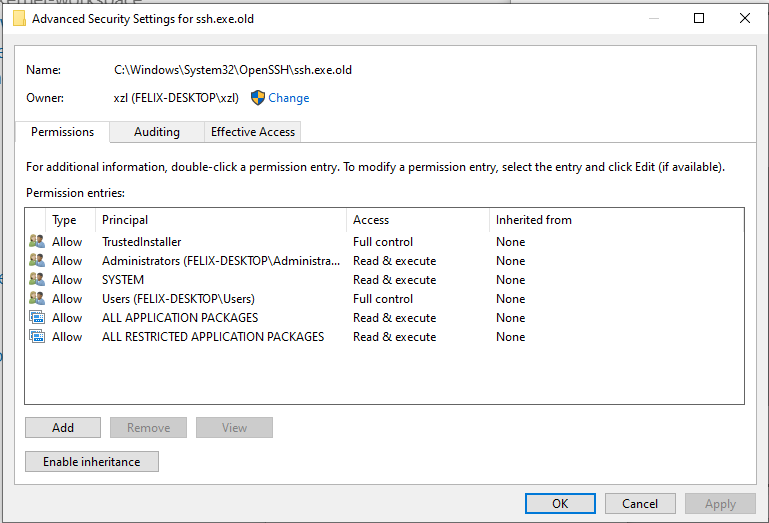 Advanced Security Settings for ssh.exe.old
Name: C:\Windows\System32\OpenSSH\ssh.exe.old
Owner: xzl (FELIX-DESKTOP\xzl) Change
Permissions Auditing Effective Access
For additional information, double-click a permission entry. To modify a permission entry, select the entry and click Edit (if available).
Permission entries:
Type Principal Access Inherited from
Allow TrustedInstaller Full control None
Allow Administrators (FELIX-DESKTOP\Administra... Read & execute None
Allow SYSTEM Read & execute None
Allow Users (FELIX-DESKTOP\Users) Full control None
Allow ALL APPLICATION PACKAGES Read & execute None
Allow ALL RESTRICTED APPLICATION PACKAGES Read & execute None
Add Remove View
Enable inheritance
OK Cancel Apply